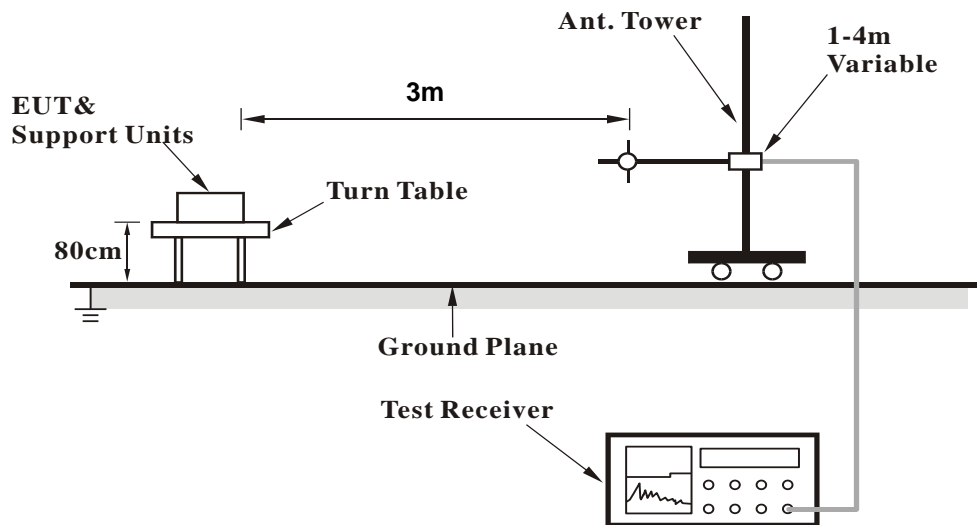 Ant. Tower
1-4m
Variable
3m
EUT&
Support Units
Turn Table
80cm
Ground Plane
Test Receiver